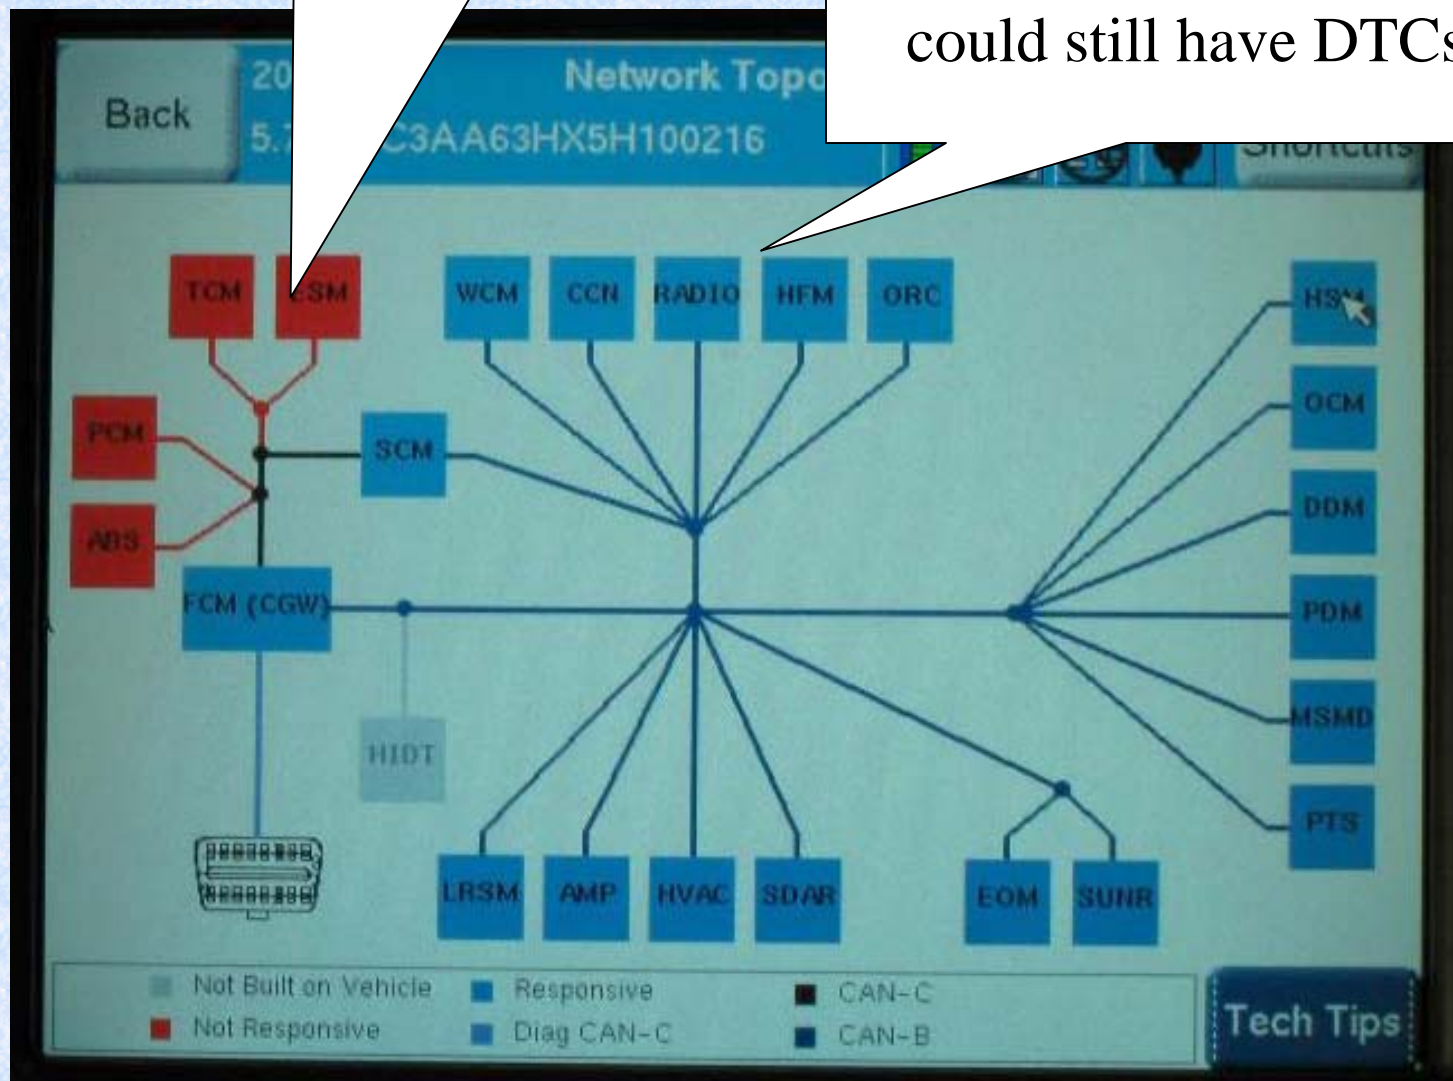 could still have DTCs
Back
20
Network Topo
5.7
C3AA63HX5H100216
Shortcuts
TCM
ESM
WCM
CCN
RADIO
HFM
ORC
HSM
PCM
SCM
OCM
ABS
DDM
FCM (CGW)
PDM
HIDT
MSMD
PTS
LRSM
AMP
HVAC
SDAR
EOM
SUNR
Not Built on Vehicle
Responsive
CAN-C
Not Responsive
Diag CAN-C
CAN-B
Tech Tips